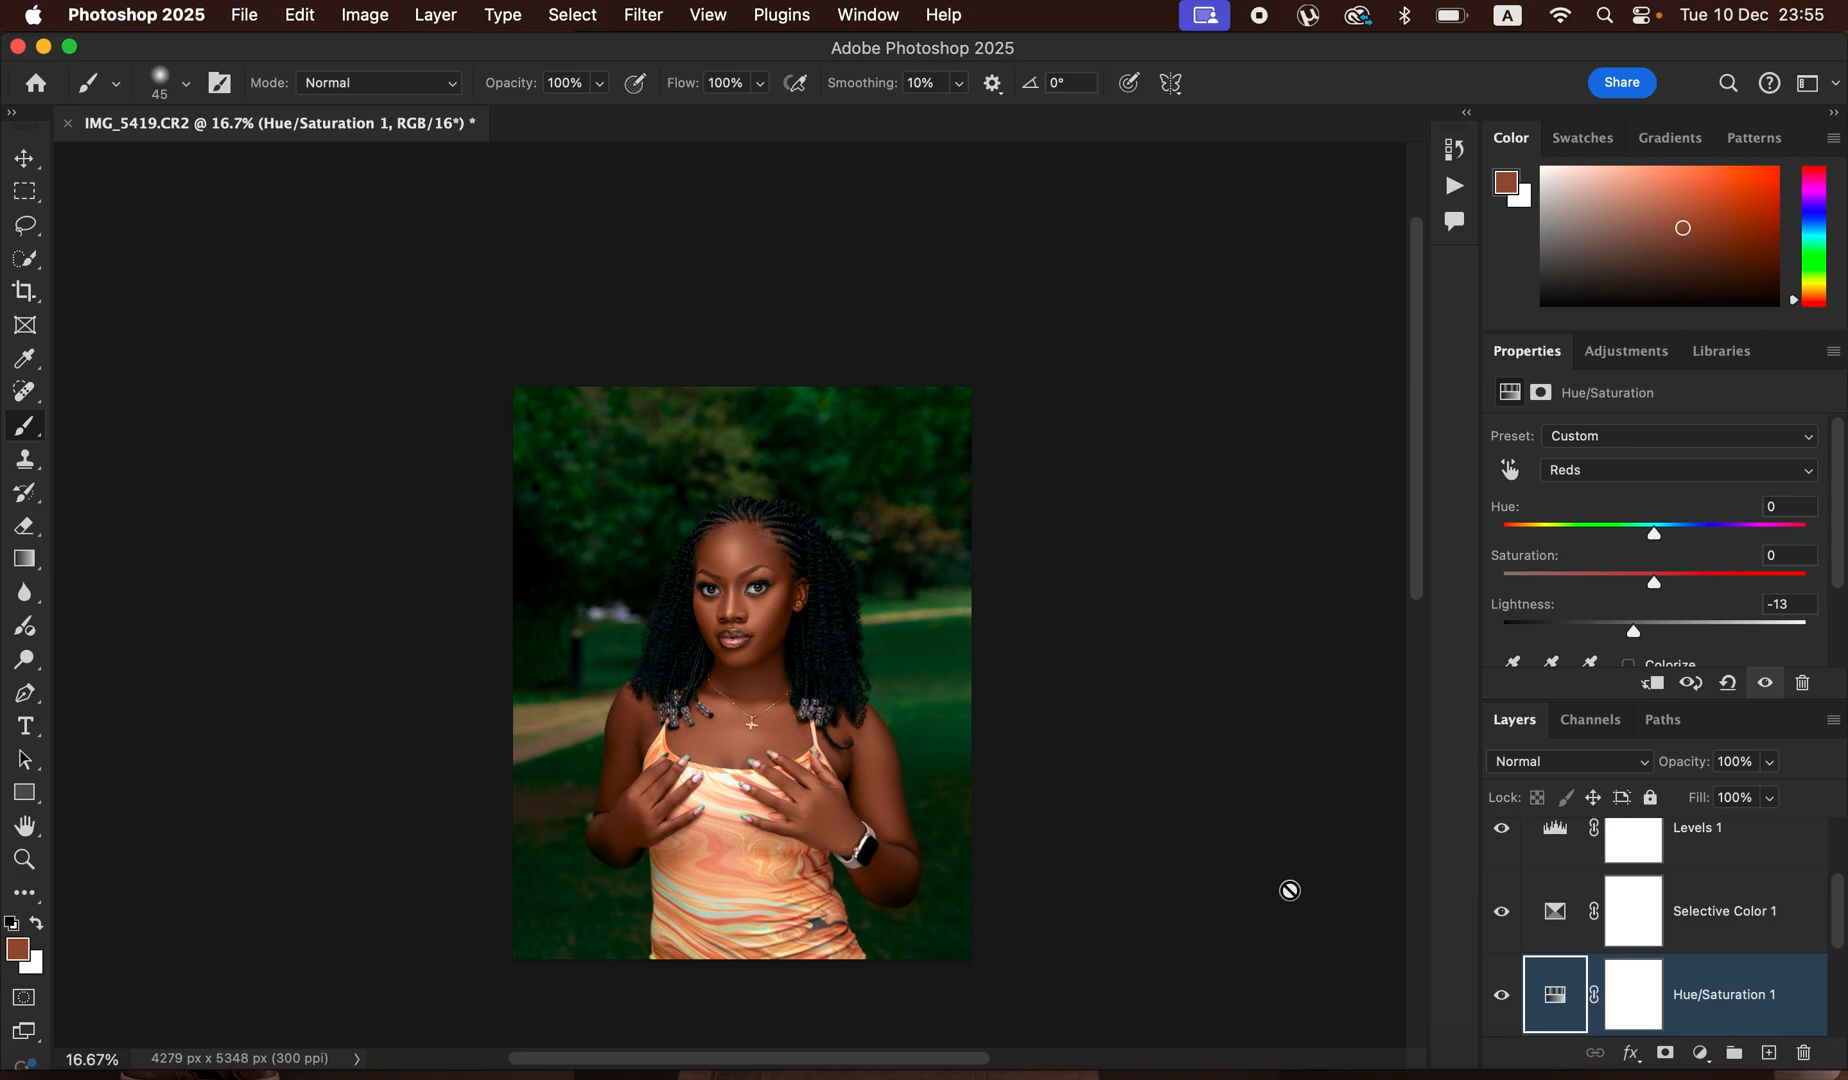 Photoshop 2025 File Edit Image Layer Type Select Filter View Plugins Window Help A Tue 10 Dec 23:55
Adobe Photoshop 2025
45 Mode: Normal Opacity: 100% Flow: 100% Smoothing: 10% 0° Share
IMG_5419.CR2 @ 16.7% (Hue/Saturation 1, RGB/16*) *
Color Swatches Gradients Patterns
Properties Adjustments Libraries
Hue/Saturation
Preset: Custom
Reds
Hue: 0
Saturation: 0
Lightness: -13
Colorize
Layers Channels Paths
Normal Opacity: 100%
Lock: Fill: 100%
Levels 1
Selective Color 1
Hue/Saturation 1
fx
16.67% 4279 px x 5348 px (300 ppi)